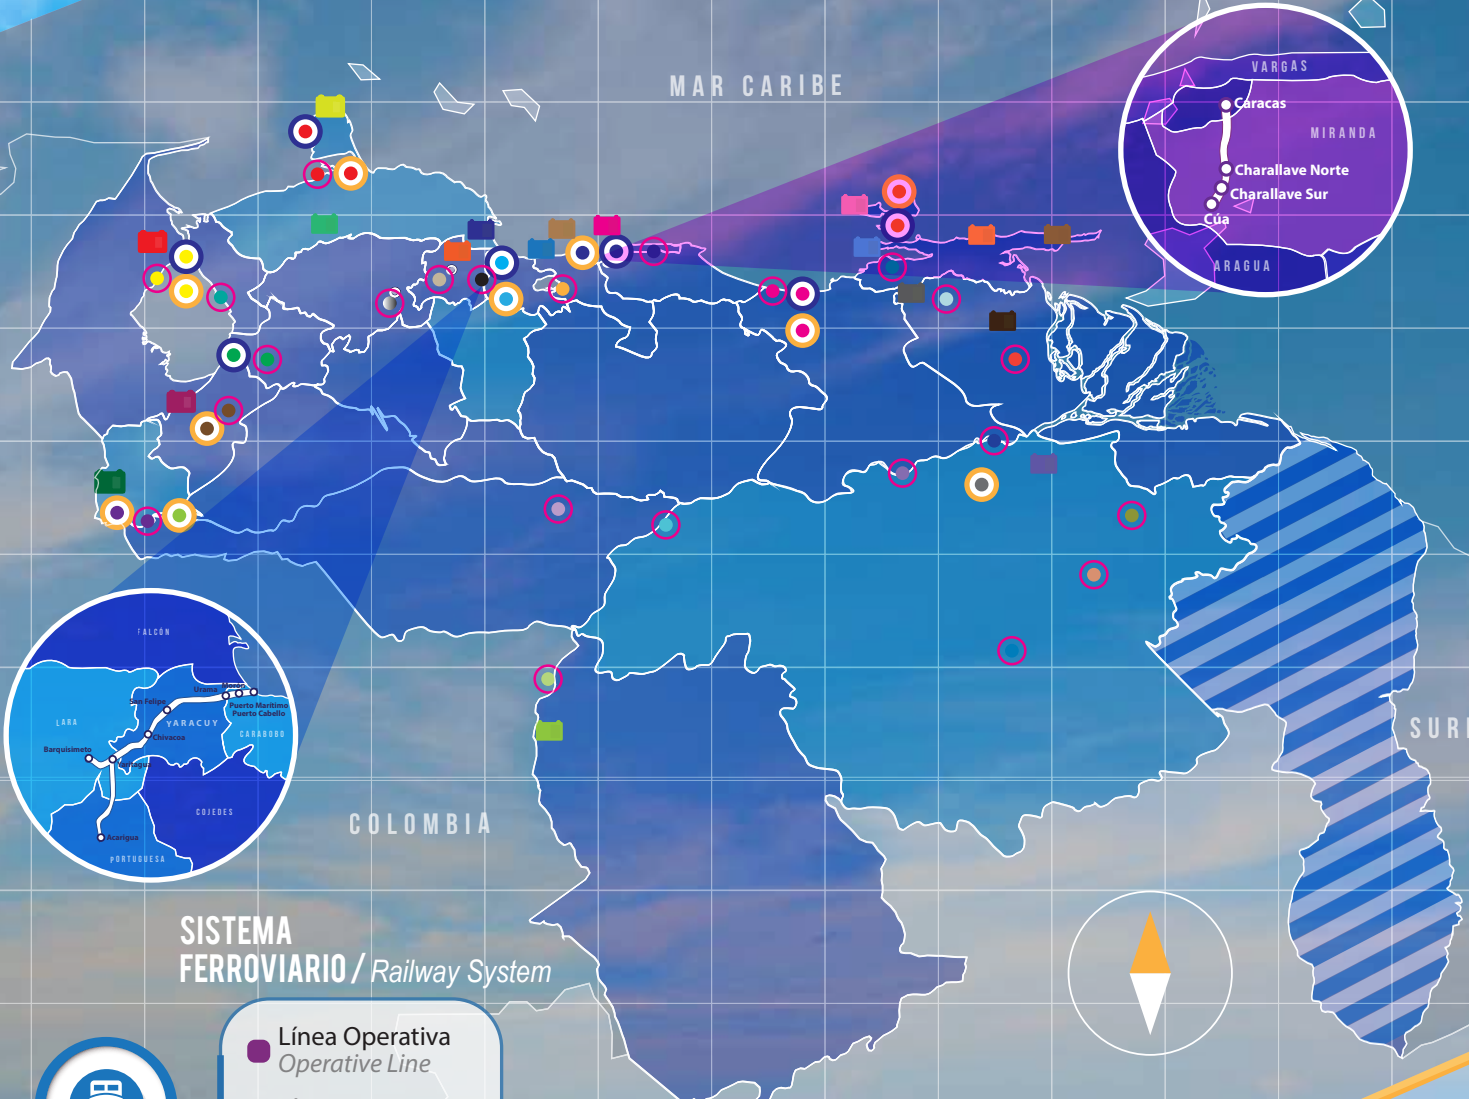 MAR CARIBE
VARGAS
Caracas
MIRANDA
Charallave Norte
Charallave Sur
Cúa
ARAGUA
FALCÓN
Urama
San Felipe
Puerto Marítimo
Puerto Cabello
LARA
YARACUY
CARABOBO
Chivacoa
Barquisimeto
Yaritagua
COJEDES
Acarigua
PORTUGUESA
SURI
COLOMBIA
SISTEMA
FERROVIARIO / Railway System
Línea Operativa
Operative Line